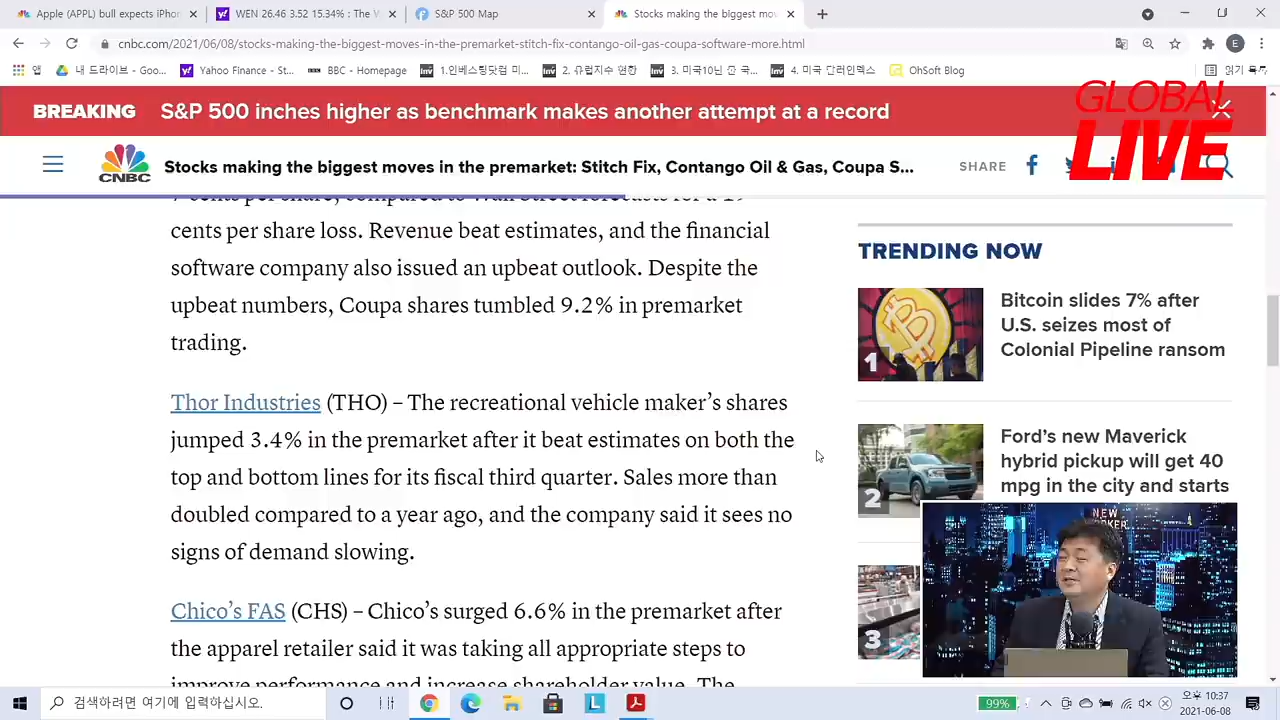 Apple (APPL) bull expects iPhor
WEN 26.46 3.52 15.34% : The V
S&P 500 Map
Stocks making the biggest mov
cnbc.com/2021/06/08/stocks-making-the-biggest-moves-in-the-premarket-stitch-fix-contango-oil-gas-coupa-software-more.html
앱
내 드라이브 - Goo...
Yahoo Finance - St...
BBC - Homepage
1.인베스팅닷컴 미...
2. 유럽지수 현황
3. 미국10년 문 국...
4. 미국 달러인덱스
OhSoft Blog
읽기 목록
BREAKING S&P 500 inches higher as benchmark makes another attempt at a record
GLOBAL
LIVE
CNBC
Stocks making the biggest moves in the premarket: Stitch Fix, Contango Oil & Gas, Coupa S...
SHARE
7 cents per share, compared to Wall Street forecasts for a 19
cents per share loss. Revenue beat estimates, and the financial
software company also issued an upbeat outlook. Despite the
upbeat numbers, Coupa shares tumbled 9.2% in premarket
trading.
Thor Industries (THO) – The recreational vehicle maker's shares
jumped 3.4% in the premarket after it beat estimates on both the
top and bottom lines for its fiscal third quarter. Sales more than
doubled compared to a year ago, and the company said it sees no
signs of demand slowing.
Chico's FAS (CHS) – Chico's surged 6.6% in the premarket after
the apparel retailer said it was taking all appropriate steps to
improve performance and increase shareholder value. The
TRENDING NOW
1
Bitcoin slides 7% after
U.S. seizes most of
Colonial Pipeline ransom
2
Ford's new Maverick
hybrid pickup will get 40
mpg in the city and starts
3
NEW
검색하려면 여기에 입력하십시오.
99%
오후 10:37
2021-06-08